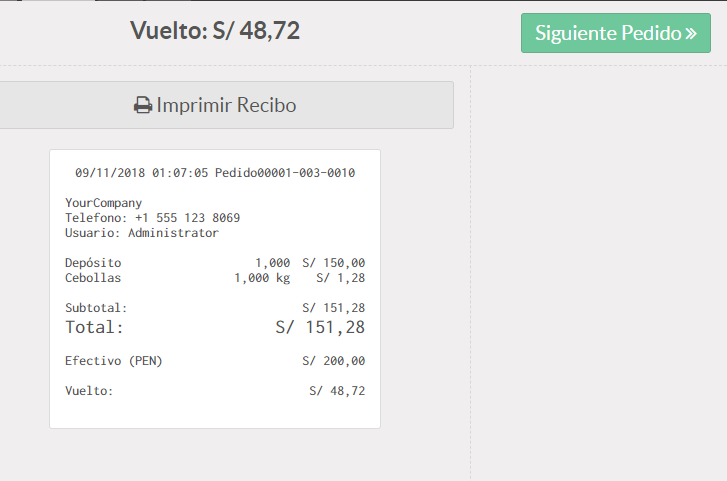 Vuelto: S/ 48,72
Siguiente Pedido »
Imprimir Recibo
09/11/2018 01:07:05 Pedido00001-003-0010
YourCompany
Telefono: +1 555 123 8069
Usuario: Administrator
Depósito 1,000 S/ 150,00
Cebollas 1,000 kg S/ 1,28
Subtotal: S/ 151,28
Total: S/ 151,28
Efectivo (PEN) S/ 200,00
Vuelto: S/ 48,72